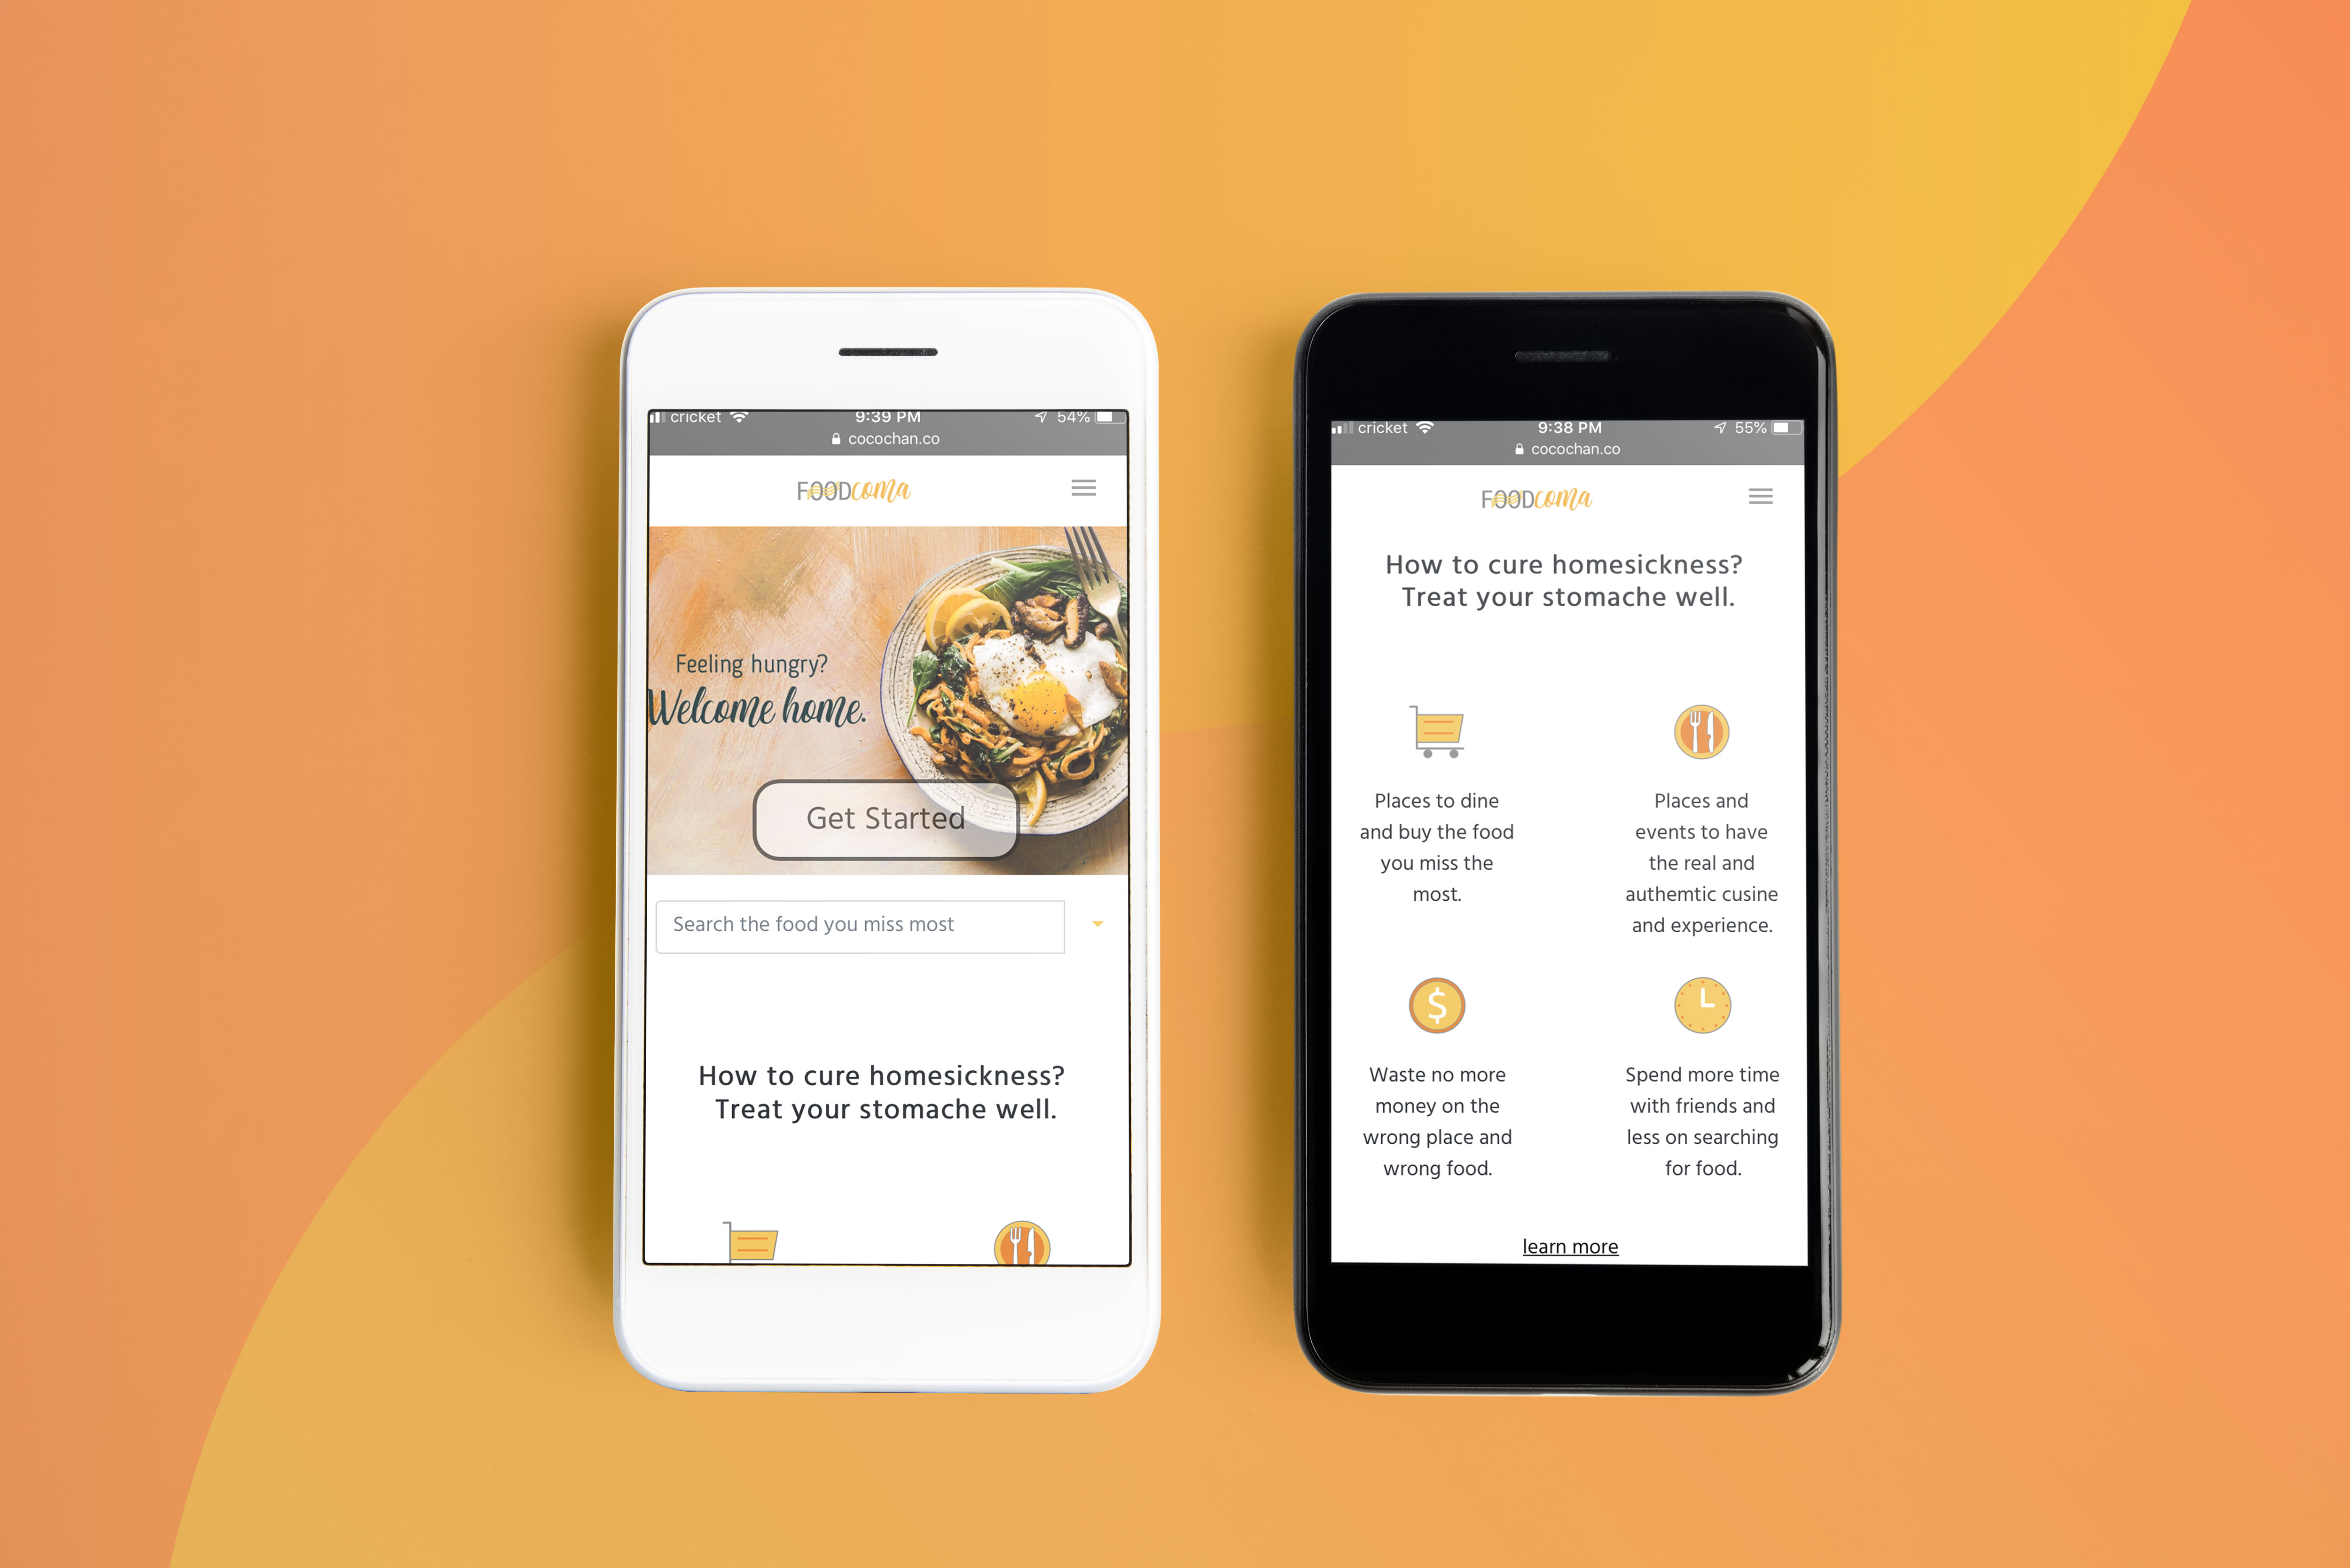 cricket 9:39 PM 54%
cocochan.co
FOODcoma
Feeling hungry?
Welcome home.
Get Started
Search the food you miss most
How to cure homesickness?
Treat your stomache well.
cricket 9:38 PM 55%
cocochan.co
FOODcoma
How to cure homesickness?
Treat your stomache well.
Places to dine
and buy the food
you miss the
most.
Places and
events to have
the real and
authemtic cusine
and experience.
$
Waste no more
money on the
wrong place and
wrong food.
Spend more time
with friends and
less on searching
for food.
learn more